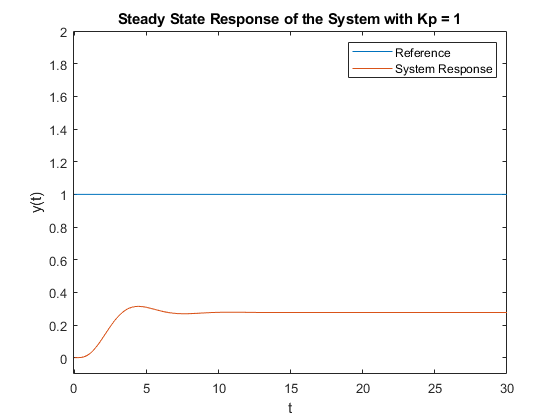 Steady State Response of the System with Kp = 1
2
1.8
1.6
1.4
1.2
1
0.8
0.6
0.4
0.2
0
y(t)
Reference
System Response
0 5 10 15 20 25 30
t